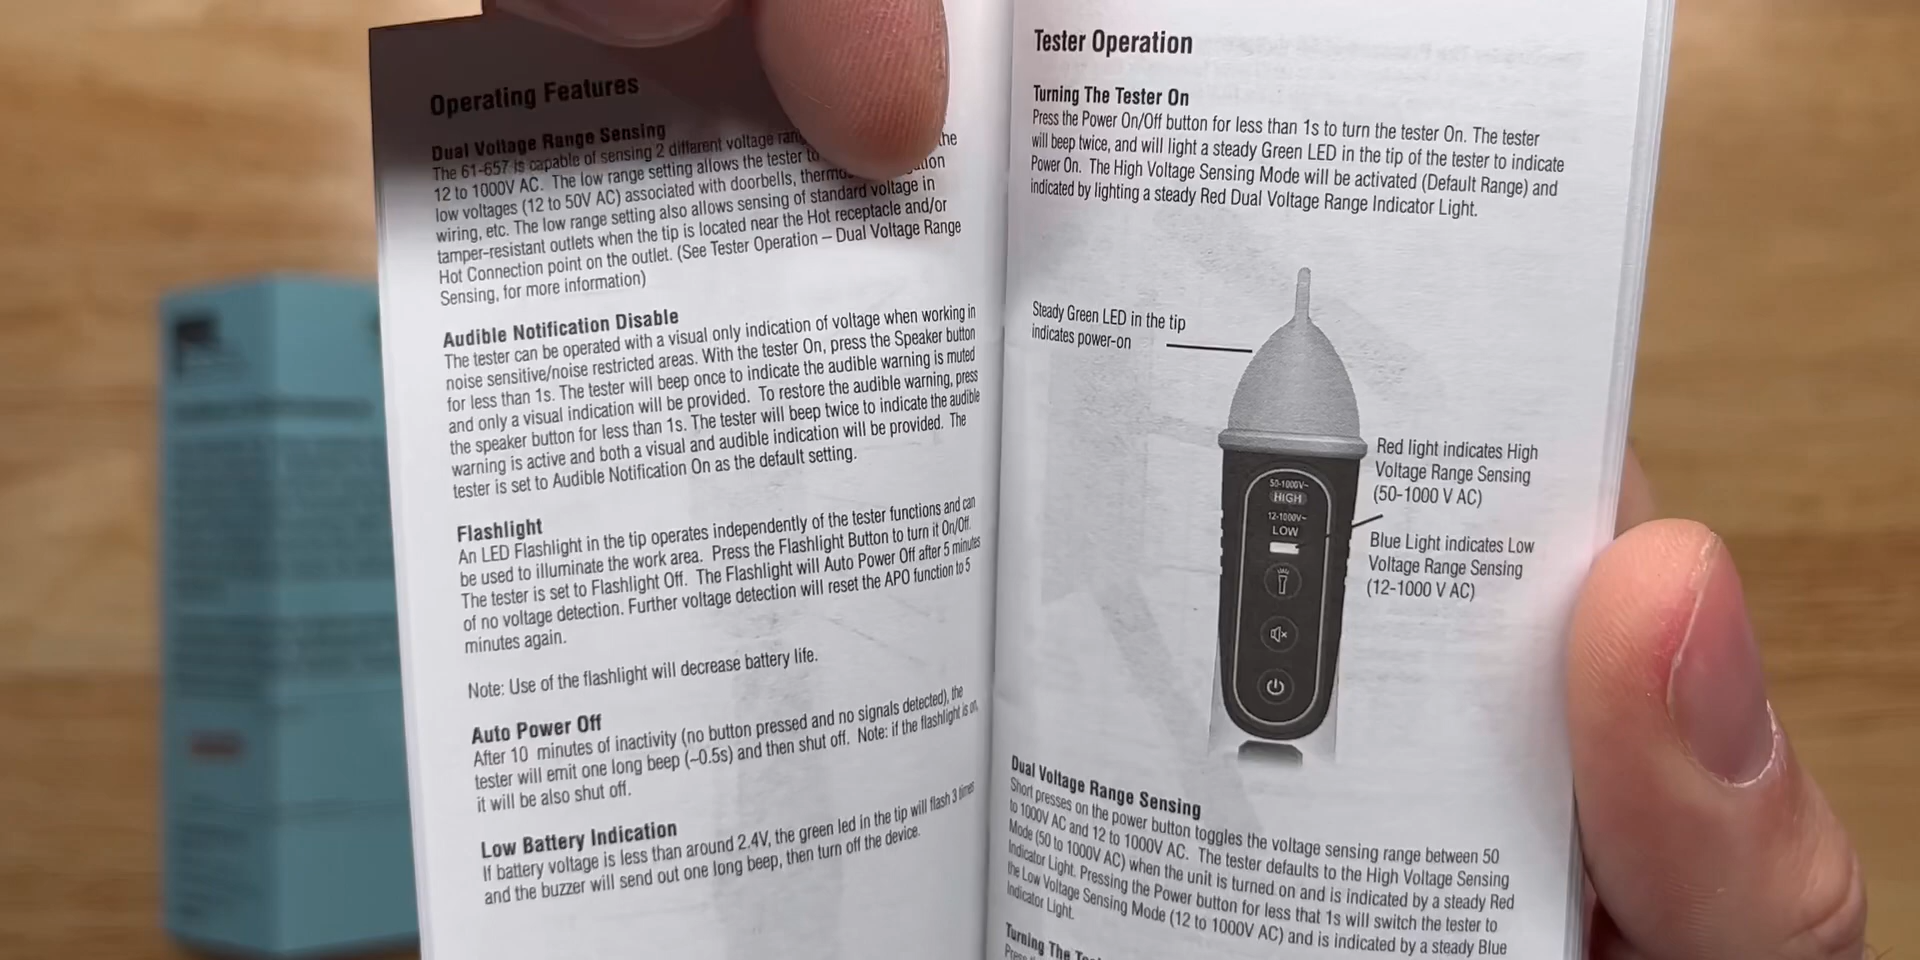 Operating Features
Dual Voltage Range Sensing
The 61-657 is capable of sensing 2 different voltage the
12 to 1000V AC. The low range setting allows the tester to
low voltages (12 to 50V AC) associated with doorbells,
wiring, etc. The low range setting also allows sensing of standard voltage in
tamper-resistant outlets when the tip is located near the Hot receptacle and/or
Hot Connection point on the outlet. (See Tester Operation – Dual Voltage Range
Sensing, for more information)
Audible Notification Disable
The tester can be operated with a visual only indication of voltage when working in
noise sensitive/noise restricted areas. With the tester On, press the Speaker button
for less than 1s. The tester will beep once to indicate the audible warning is muted
and only a visual indication will be provided. To restore the audible warning, press
the speaker button for less than 1s. The tester will beep twice to indicate the audible
warning is active and both a visual and audible indication will be provided. The
tester is set to Audible Notification On as the default setting.
Flashlight
An LED Flashlight in the tip operates independently of the tester functions and can
be used to illuminate the work area. Press the Flashlight Button to turn it On/Off.
The tester is set to Flashlight Off. The Flashlight will Auto Power Off after 5 minutes
of no voltage detection. Further voltage detection will reset the APO function to 5
minutes again.
Note: Use of the flashlight will decrease battery life.
Auto Power Off
After 10 minutes of inactivity (no button pressed and no signals detected), the
tester will emit one long beep (~0.5s) and then shut off. Note: if the flashlight is on,
it will be also shut off.
Low Battery Indication
If battery voltage is less than around 2.4V, the green led in the tip will flash 3 times
and the buzzer will send out one long beep, then turn off the device.
Tester Operation
Turning The Tester On
Press the Power On/Off button for less than 1s to turn the tester On. The tester
will beep twice, and will light a steady Green LED in the tip of the tester to indicate
Power On. The High Voltage Sensing Mode will be activated (Default Range) and
indicated by lighting a steady Red Dual Voltage Range Indicator Light.
Steady Green LED in the tip
indicates power-on
Red light indicates High
Voltage Range Sensing
(50-1000 V AC)
Blue Light indicates Low
Voltage Range Sensing
(12-1000 V AC)
50-1000V~
HIGH
12-1000V~
LOW
Dual Voltage Range Sensing
Short presses on the power button toggles the voltage sensing range between 50
to 1000V AC and 12 to 1000V AC. The tester defaults to the High Voltage Sensing
Mode (50 to 1000V AC) when the unit is turned on and is indicated by a steady Red
Indicator Light. Pressing the Power button for less that 1s will switch the tester to
the Low Voltage Sensing Mode (12 to 1000V AC) and is indicated by a steady Blue
Indicator Light.
Turning The